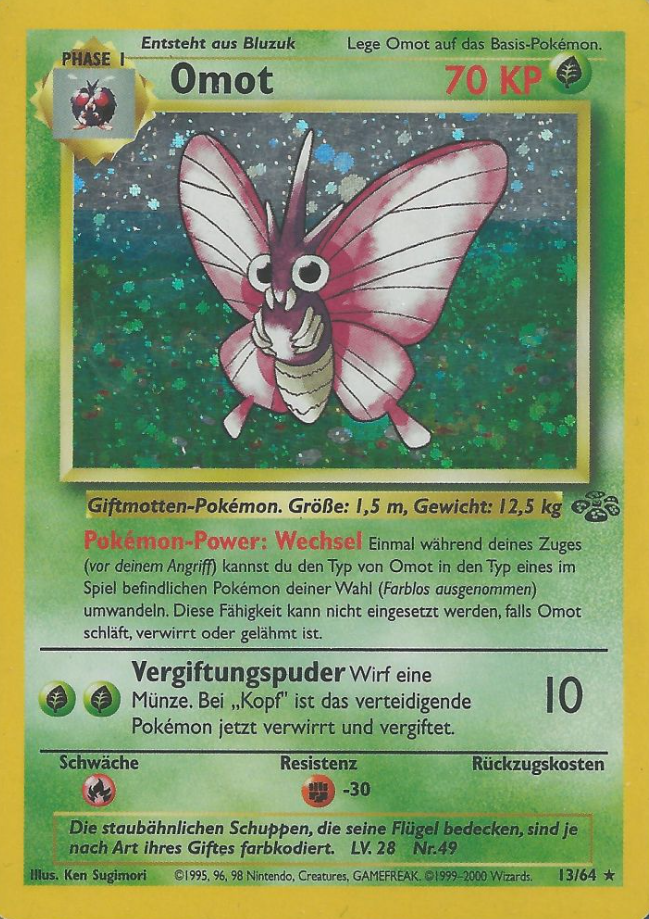 Entsteht aus Bluzuk
Lege Omot auf das Basis-Pokémon.
PHASE I
Omot
70 KP
Giftmotten-Pokémon. Größe: 1,5 m, Gewicht: 12,5 kg
Pokémon-Power: Wechsel Einmal während deines Zuges
(vor deinem Angriff) kannst du den Typ von Omot in den Typ eines im
Spiel befindlichen Pokémon deiner Wahl (Farblos ausgenommen)
umwandeln. Diese Fähigkeit kann nicht eingesetzt werden, falls Omot
schläft, verwirrt oder gelähmt ist.
Vergiftungspuder Wirf eine
Münze. Bei „Kopf" ist das verteidigende
Pokémon jetzt verwirrt und vergiftet.
10
Schwäche
Resistenz
Rückzugskosten
-30
Die staubähnlichen Schuppen, die seine Flügel bedecken, sind je
nach Art ihres Giftes farbkodiert. LV. 28 Nr.49
Illus. Ken Sugimori
©1995, 96, 98 Nintendo, Creatures, GAMEFREAK. ©1999-2000 Wizards.
13/64 ★